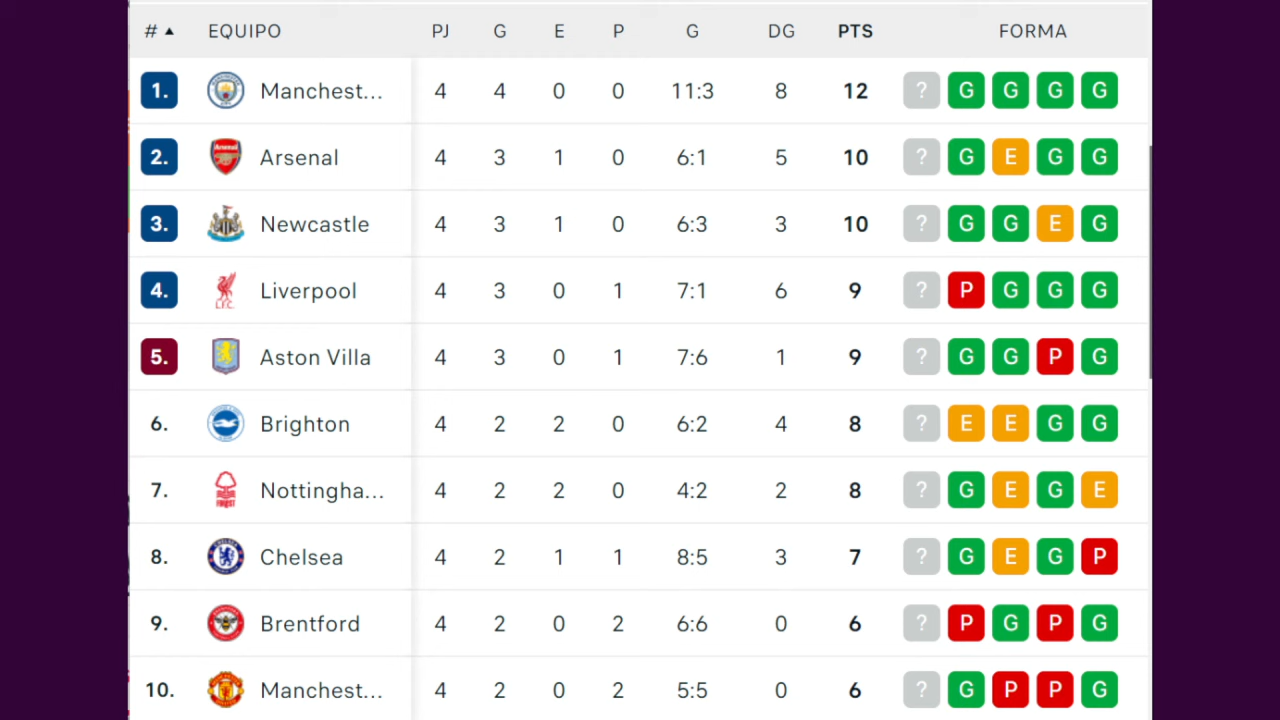 # ▲ EQUIPO PJ G E P G DG PTS FORMA
1. Manchest... 4 4 0 0 11:3 8 12 ? G G G G
2. Arsenal 4 3 1 0 6:1 5 10 ? G E G G
3. Newcastle 4 3 1 0 6:3 3 10 ? G G E G
4. Liverpool 4 3 0 1 7:1 6 9 ? P G G G
5. Aston Villa 4 3 0 1 7:6 1 9 ? G G P G
6. Brighton 4 2 2 0 6:2 4 8 ? E E G G
7. Nottingha... 4 2 2 0 4:2 2 8 ? G E G E
8. Chelsea 4 2 1 1 8:5 3 7 ? G E G P
9. Brentford 4 2 0 2 6:6 0 6 ? P G P G
10. Manchest... 4 2 0 2 5:5 0 6 ? G P P G